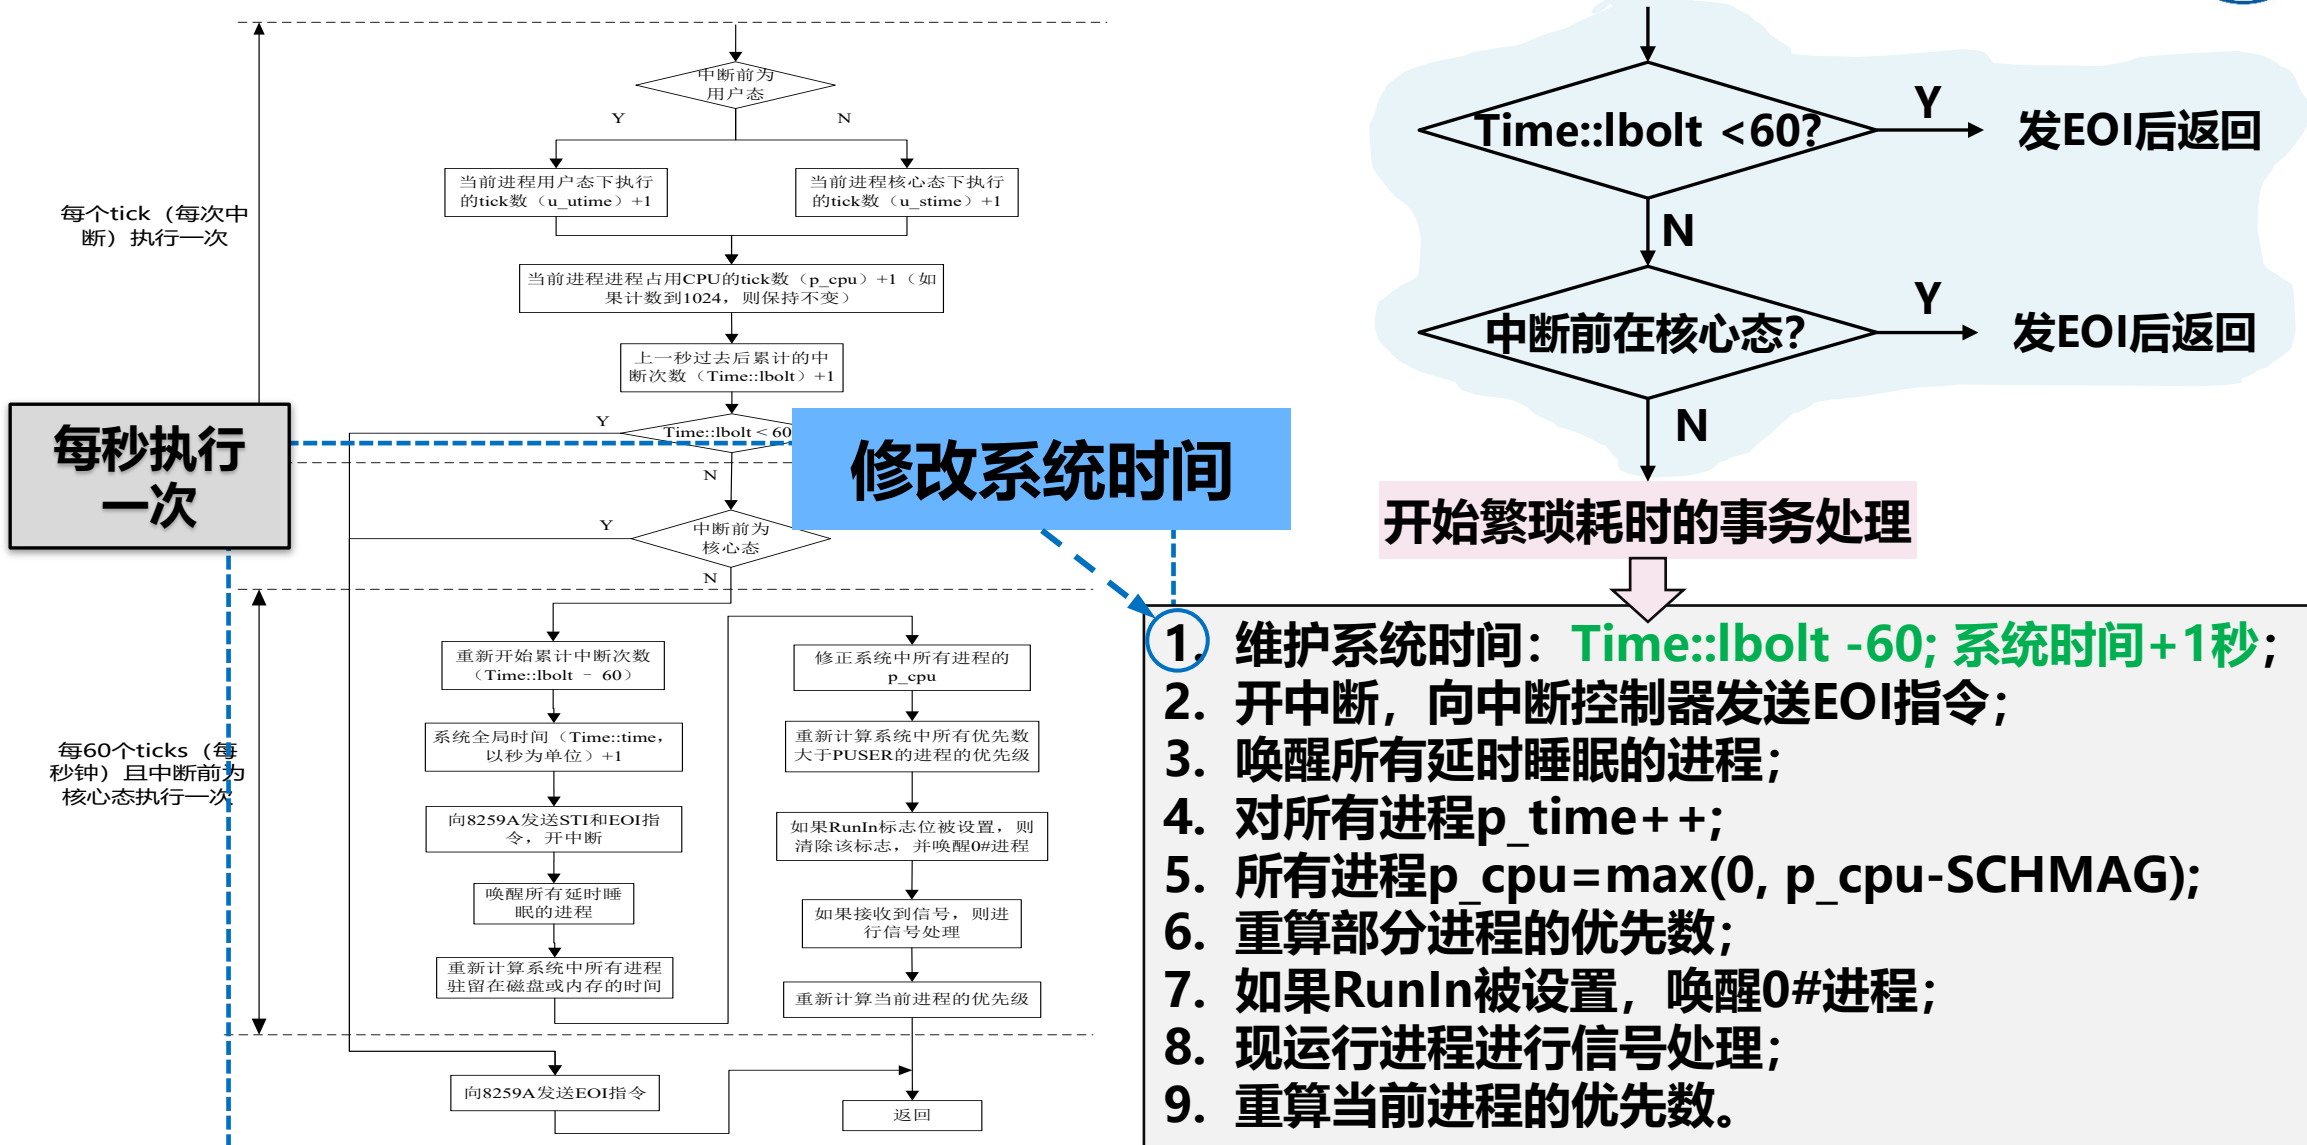 中断前为
用户态
Y
N
当前进程用户态下执行
的tick数（u_utime）+1
当前进程核心态下执行
的tick数（u_stime）+1
每个tick（每次中
断）执行一次
当前进程进程占用CPU的tick数（p_cpu）+1（如
果计数到1024，则保持不变）
上一秒过去后累计的中
断次数（Time::lbolt）+1
Y
Time::lbolt < 60
N
每秒执行
一次
修改系统时间
Y
中断前为
核心态
N
重新开始累计中断次数
（Time::lbolt － 60）
系统全局时间（Time::time，
以秒为单位）+1
每60个ticks（每
秒钟）且中断前为
核心态执行一次
向8259A发送STI和EOI指
令，开中断
唤醒所有延时睡
眠的进程
重新计算系统中所有进程
驻留在磁盘或内存的时间
修正系统中所有进程的
p_cpu
重新计算系统中所有优先数
大于PUSER的进程的优先级
如果RunIn标志位被设置，则
清除该标志，并唤醒0#进程
如果接收到信号，则进
行信号处理
重新计算当前进程的优先级
向8259A发送EOI指令
返回
Time::lbolt <60?
Y
发EOI后返回
N
中断前在核心态?
Y
发EOI后返回
N
开始繁琐耗时的事务处理
1. 维护系统时间：Time::lbolt -60; 系统时间+1秒；
2. 开中断，向中断控制器发送EOI指令；
3. 唤醒所有延时睡眠的进程；
4. 对所有进程p_time++;
5. 所有进程p_cpu=max(0, p_cpu-SCHMAG);
6. 重算部分进程的优先数；
7. 如果RunIn被设置，唤醒0#进程；
8. 现运行进程进行信号处理；
9. 重算当前进程的优先数。